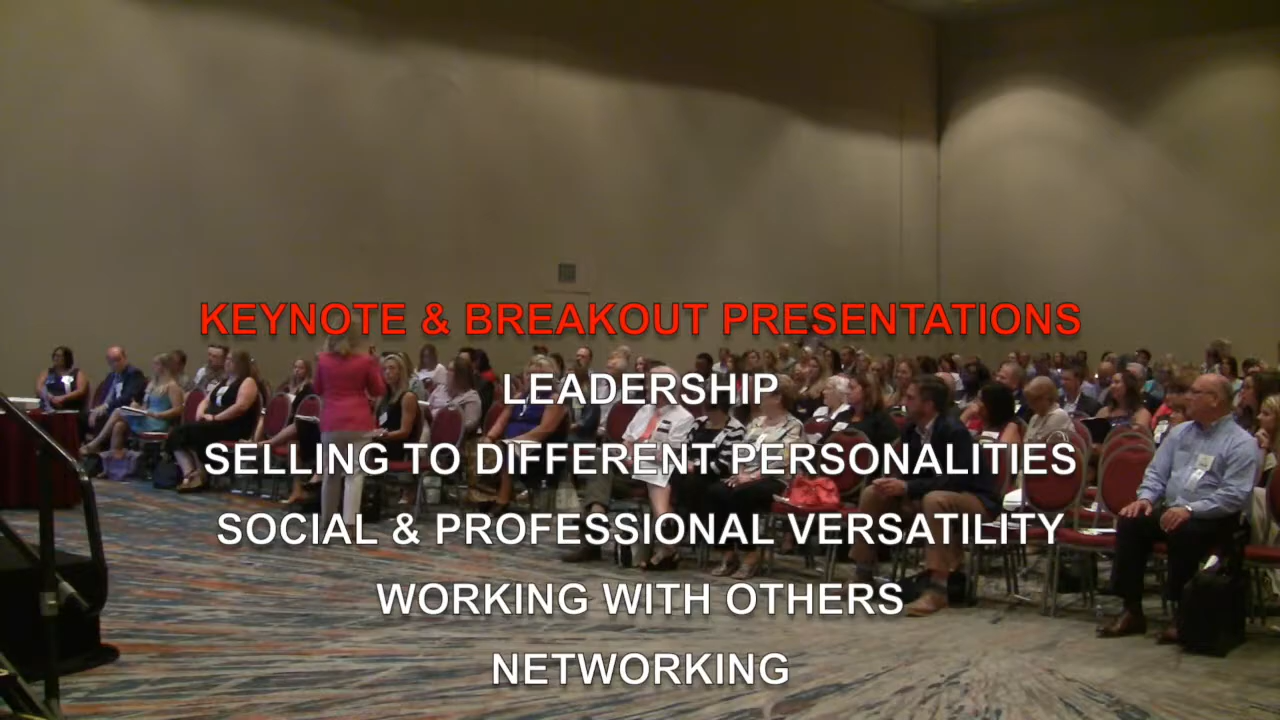 KEYNOTE & BREAKOUT PRESENTATIONS
LEADERSHIP
SELLING TO DIFFERENT PERSONALITIES
SOCIAL & PROFESSIONAL VERSATILITY
WORKING WITH OTHERS
NETWORKING